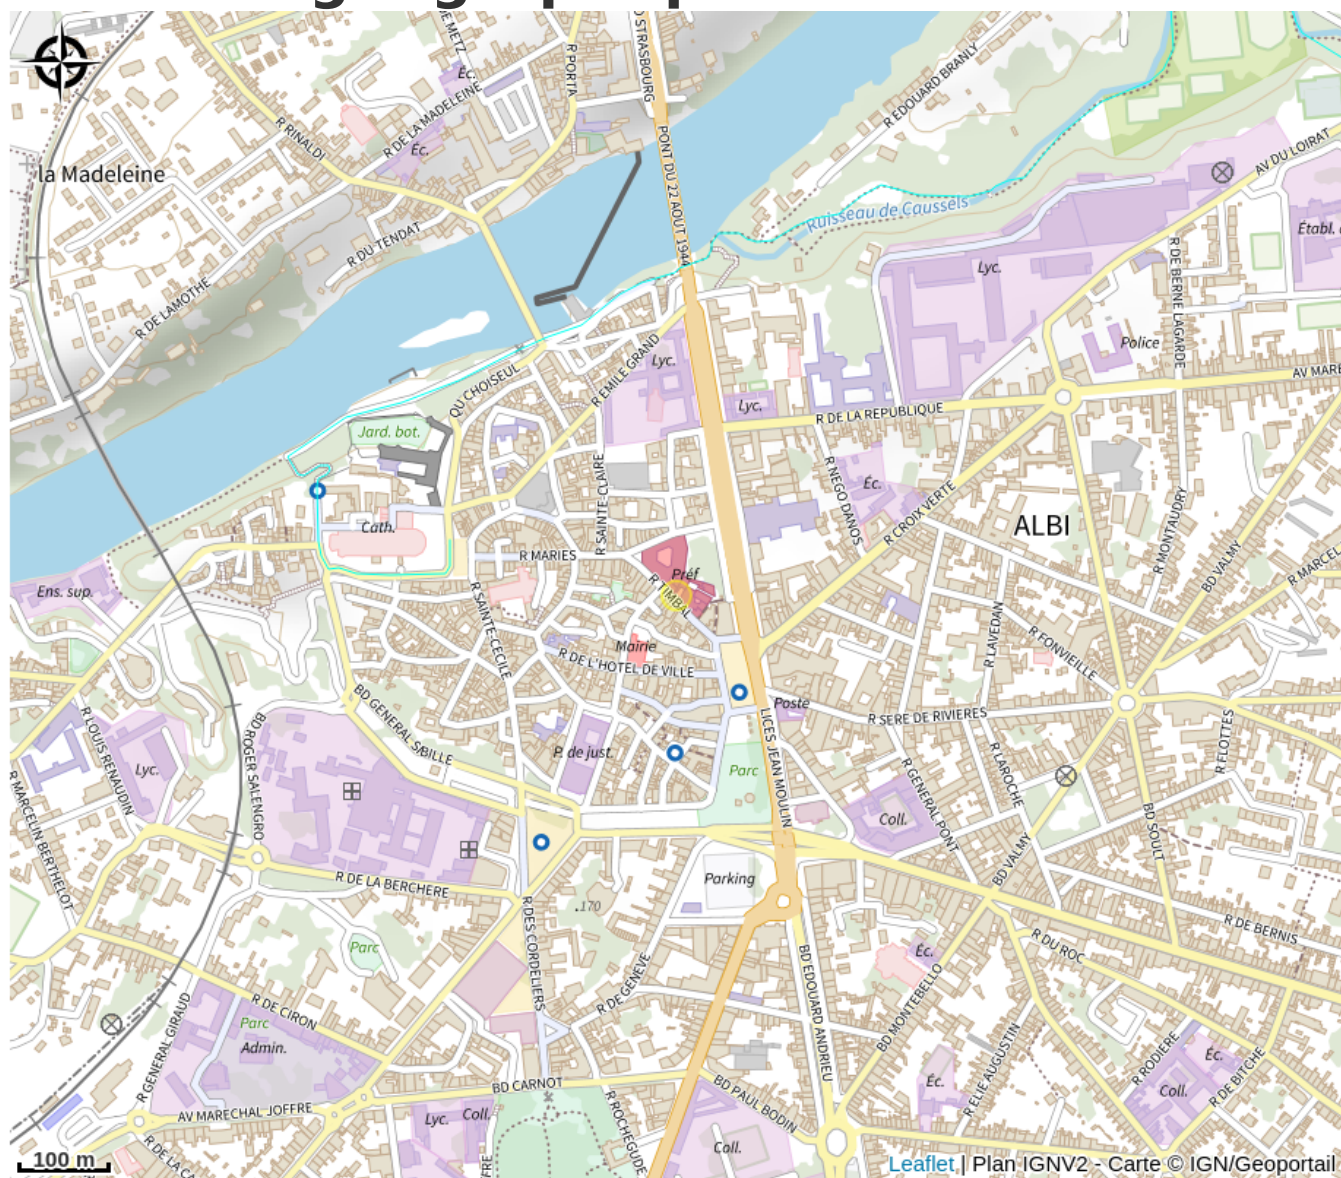 D STRASBOURG
DE METZ
R PORTA
Éc.
R DE LA MADELEINE
R EDOUARD BRANLY
R RINALDI
Éc.
PONT DU 22 AOUT 1944
AV DU LOIRAT
la Madeleine
Ruisseau de Caussels
R DU TENDAT
Établ.
Lyc.
R DE BERNE LAGARDE
R DE LAMOTHE
Police
Lyc.
R EMILE GRAND
QU CHOISEUL
AV MARE
Lyc.
R DE LA REPUBLIQUE
Jard. bot.
R SAINTE-CLAIRE
R NEGO DANOS
Éc.
R CROIX VERTE
R MONTAUDRY
Cath.
ALBI
R MARIES
BD VALMY
R MARCEL
Préf
R TIMBAL
Ens. sup.
R SAINTE-CECILE
R LAVEDAN
R FONVIEILLE
Mairie
R DE L'HOTEL DE VILLE
Poste
R SERE DE RIVIERES
BD GENERAL SIBILLE
LICES JEAN MOULIN
R LOUIS RENAUDIN
BD ROGER SALENGRO
R FLOTTES
P. de just.
Lyc.
Parc
R LAROCHE
R GENERAL PONT
R MARCELIN BERTHELOT
Coll.
BD SOULT
BD VALMY
R DE LA BERCHERE
Parking
.170
R DES CORDELIERS
R DE BERNIS
Parc
R DU ROC
Éc.
R DE GENEVE
BD EDOUARD ANDRIEU
BD MONTEBELLO
R DE CIRON
R GENERAL GIRAUD
Parc
Admin.
R ELIE AUGUSTIN
R RODIERE
Éc.
Éc.
BD CARNOT
BD PAUL BODIN
R DE BITCHE
Coll.
R ROCHEGUDE
AV MARECHAL JOFFRE
Lyc.
Coll.
Coll.
R DE LA CA
FFRE
100 m
Leaflet | Plan IGNV2 - Carte © IGN/Geoportail